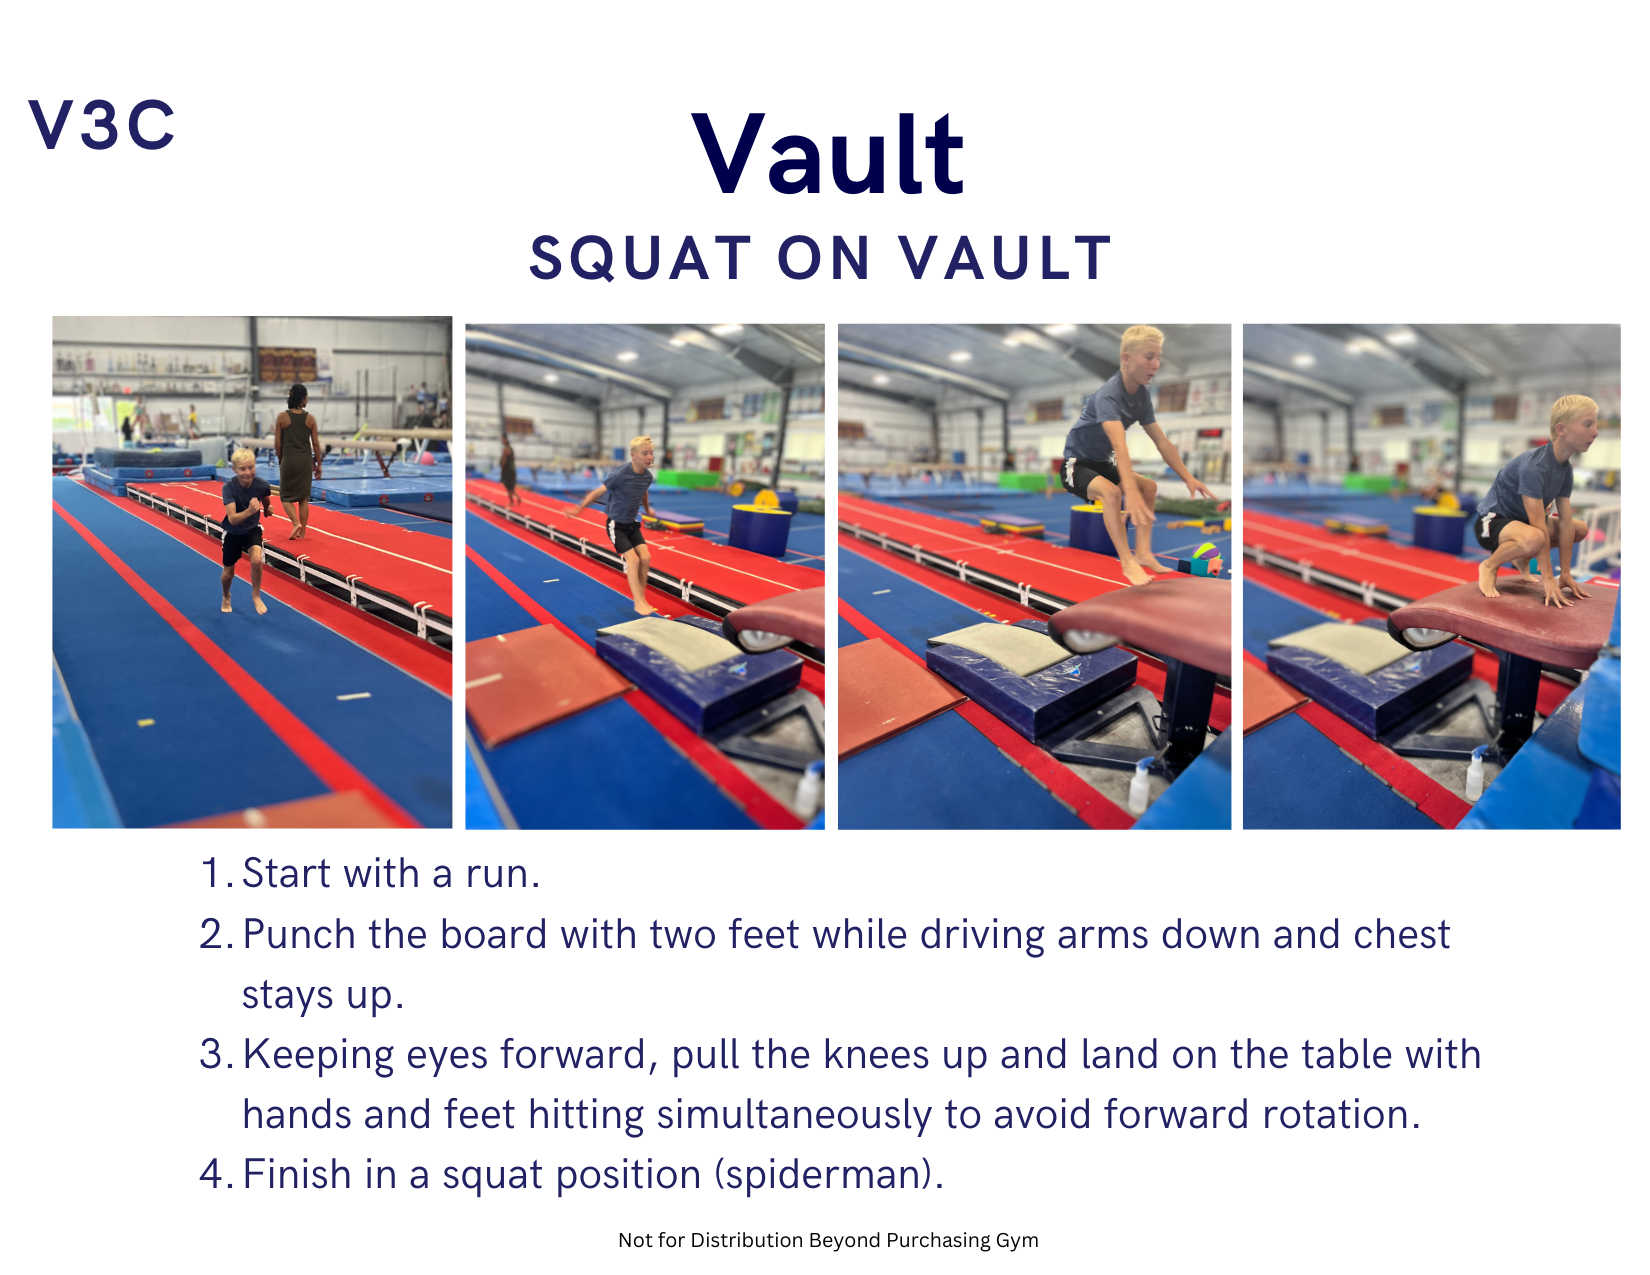 V3C
Vault
SQUAT ON VAULT
1. Start with a run.
2. Punch the board with two feet while driving arms down and chest
stays up.
3. Keeping eyes forward, pull the knees up and land on the table with
hands and feet hitting simultaneously to avoid forward rotation.
4. Finish in a squat position (spiderman).
Not for Distribution Beyond Purchasing Gym